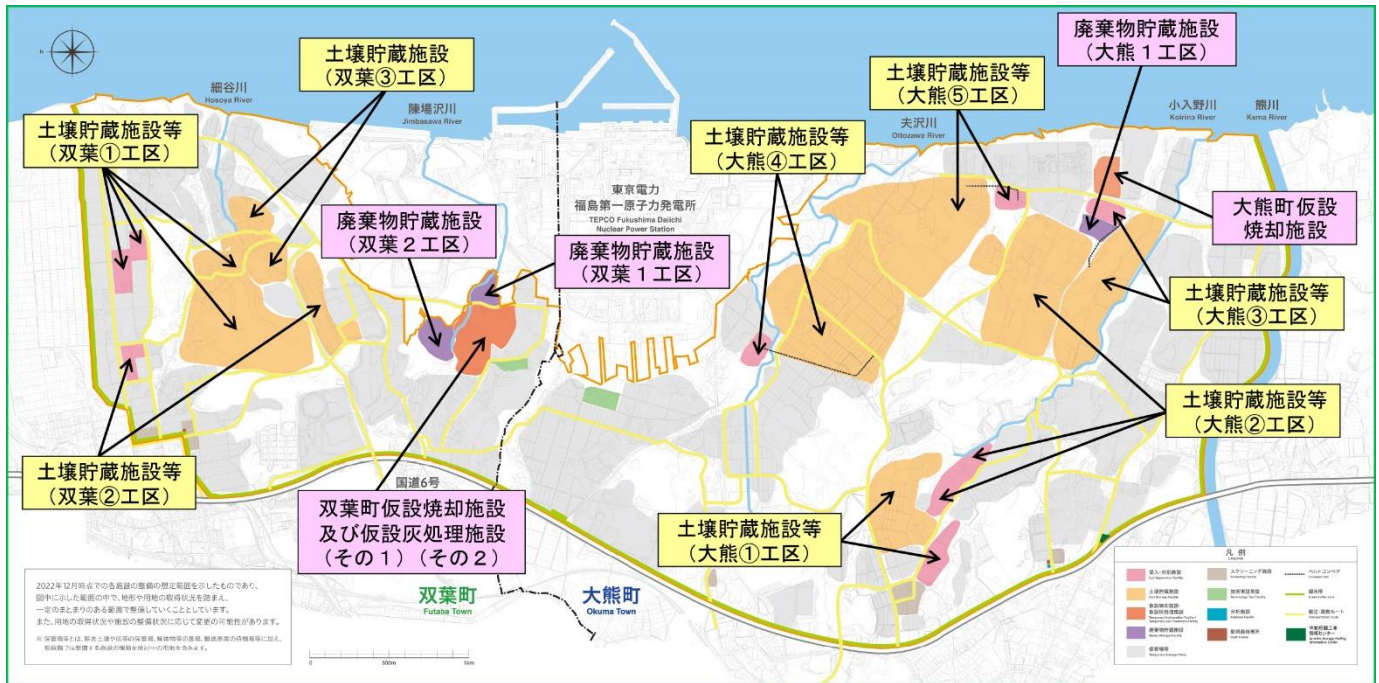 廃棄物貯蔵施設
(大熊1工区)
土壌貯蔵施設
(双葉③工区)
土壌貯蔵施設等
(大熊⑤工区)
細谷川
Hosoya River
陳場沢川
Jimbasawa River
夫沢川
Ottozawa River
小入野川
Koirino River
熊川
Kuma River
土壌貯蔵施設等
(双葉①工区)
土壌貯蔵施設等
(大熊④工区)
東京電力
福島第一原子力発電所
TEPCO Fukushima Daiichi
Nuclear Power Station
廃棄物貯蔵施設
(双葉2工区)
廃棄物貯蔵施設
(双葉1工区)
大熊町仮設
焼却施設
土壌貯蔵施設等
(大熊③工区)
土壌貯蔵施設等
(大熊②工区)
土壌貯蔵施設等
(双葉②工区)
国道6号
双葉町仮設焼却施設
及び仮設灰処理施設
(その1)(その2)
土壌貯蔵施設等
(大熊①工区)
双葉町
Futaba Town
大熊町
Okuma Town
2022年12月時点での各施設の整備の想定範囲を示したものであり、
図中に示した範囲の中で、地形や用地の取得状況を踏まえ、
一定のまとまりのある範囲で整備していくこととしています。
また、用地の取得状況や施設の整備状況に応じて変更の可能性があります。
0
500m
1km
凡例
受入・分別施設
土壌貯蔵施設
廃棄物貯蔵施設
保管場等
スクリーニング施設
技術実証施設
分析施設
ベルトコンベア
緑地帯